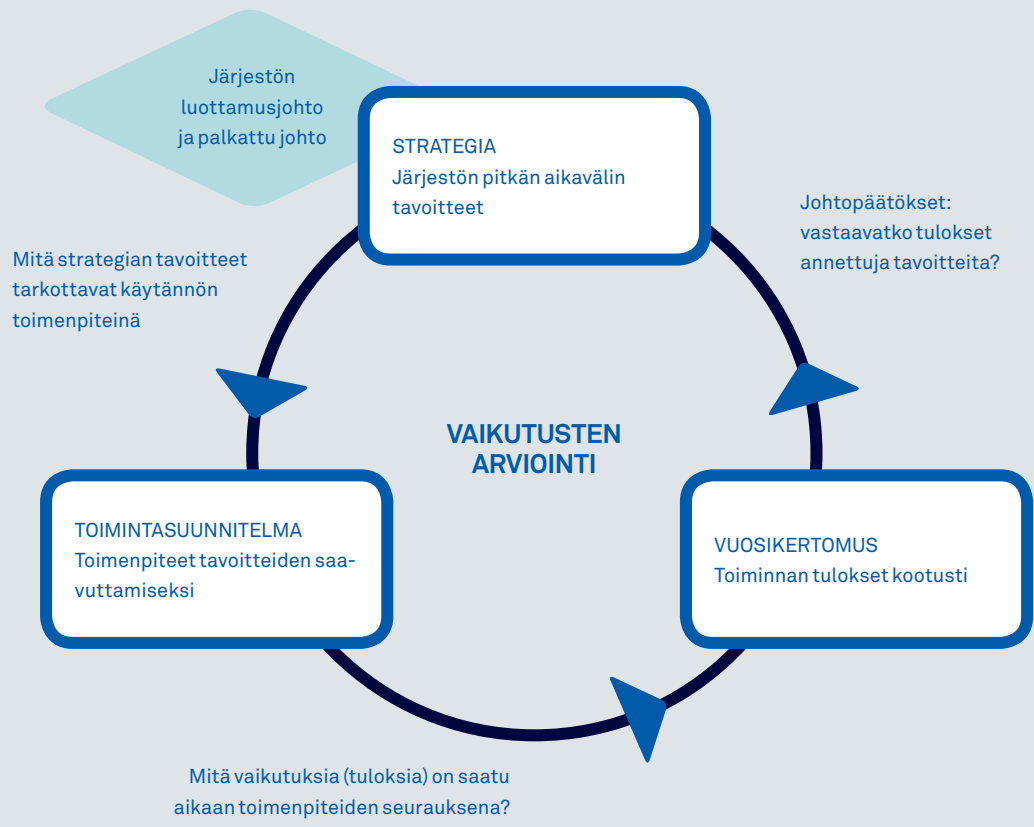 Järjestön
luottamusjohto
ja palkattu johto
STRATEGIA
Järjestön pitkän aikavälin
tavoitteet
Johtopäätökset:
vastaavatko tulokset
annettuja tavoitteita?
Mitä strategian tavoitteet
tarkottavat käytännön
toimenpiteinä
VAIKUTUSTEN
ARVIOINTI
TOIMINTASUUNNITELMA
Toimenpiteet tavoitteiden saa-
vuttamiseksi
VUOSIKERTOMUS
Toiminnan tulokset kootusti
Mitä vaikutuksia (tuloksia) on saatu
aikaan toimenpiteiden seurauksena?